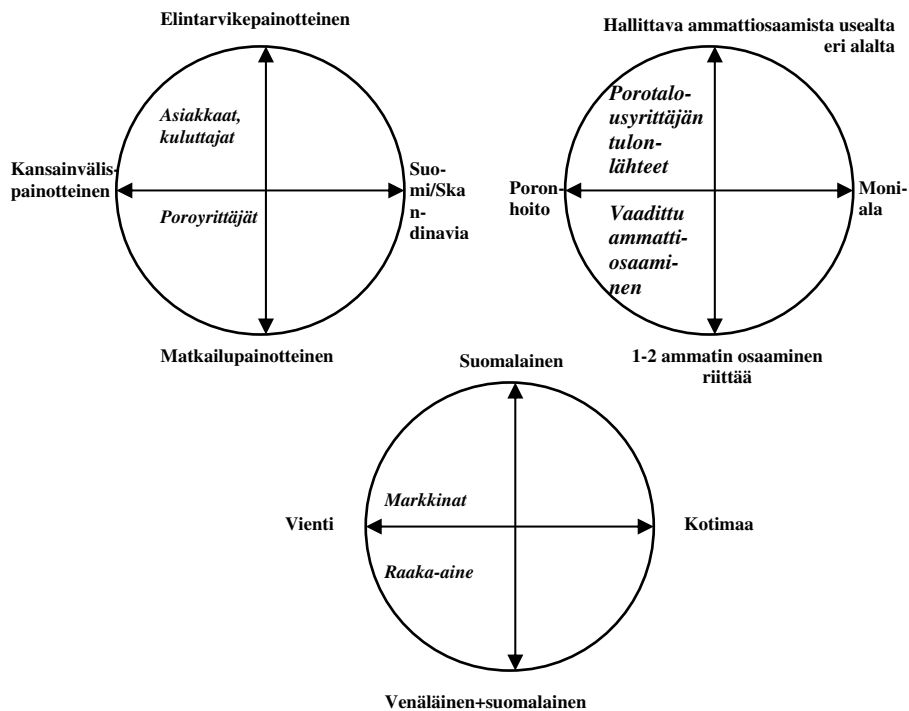 Elintarvikepainotteinen
Asiakkaat,
kuluttajat
Kansainvälis-
painotteinen
Suo-
mi/Ska
n-
dinavia
Poroyrittäjät
Matkailupainotteinen
Hallittava ammattiosaamista usealta
eri alalta
Porotalo-
usyrittäjän
tulon-
lähteet
Poron-
hoito
Moni-
ala
Vaadittu
ammatti-
osaami-
nen
1-2 ammatin osaaminen
riittää
Suomalainen
Markkinat
Vienti
Kotimaa
Raaka-aine
Venäläinen+suomalainen